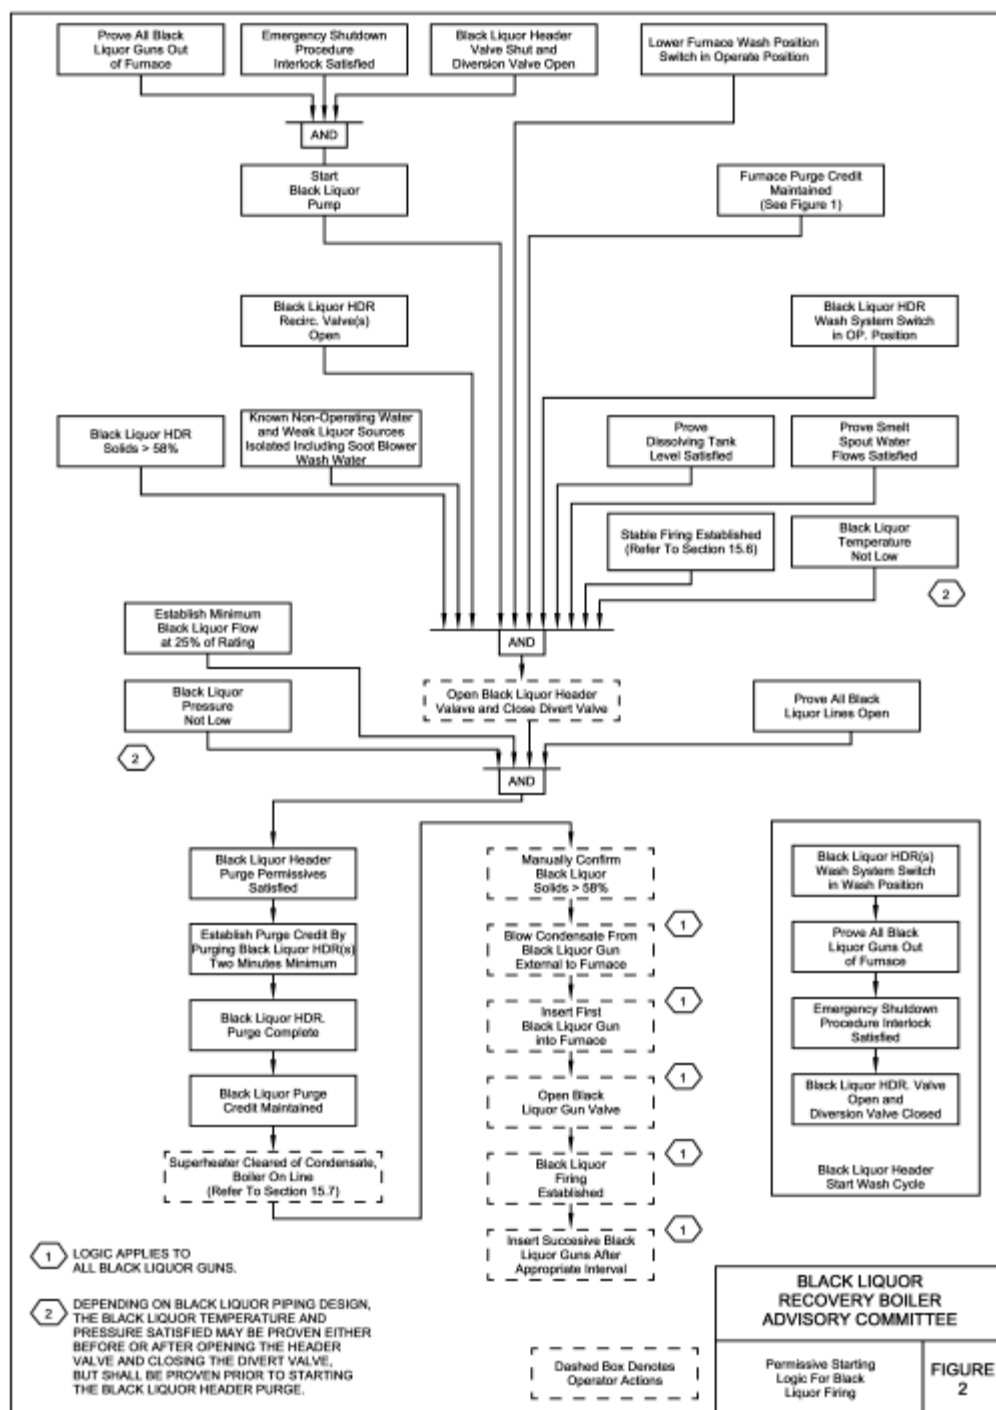 Prove All Black
Liquor Guns Out
of Furnace
Emergency Shutdown
Procedure
Interlock Satisfied
Black Liquor Header
Valve Shut and
Diversion Valve Open
Lower Furnace Wash Position
Switch in Operate Position
AND
Start
Black Liquor
Pump
Furnace Purge Credit
Maintained
(See Figure 1)
Black Liquor HDR
Recirc. Valve(s)
Open
Black Liquor HDR
Wash System Switch
in OP. Position
Black Liquor HDR
Solids > 58%
Known Non-Operating Water
and Weak Liquor Sources
Isolated Including Soot Blower
Wash Water
Prove
Dissolving Tank
Level Satisfied
Prove Smelt
Spout Water
Flows Satisfied
Stable Firing Established
(Refer To Section 15.6)
Black Liquor
Temperature
Not Low
2
Establish Minimum
Black Liquor Flow
at 25% of Rating
AND
Black Liquor
Pressure
Not Low
Open Black Liquor Header
Valave and Close Divert Valve
Prove All Black
Liquor Lines Open
2
AND
Black Liquor Header
Purge Permissives
Satisfied
Establish Purge Credit By
Purging Black Liquor HDR(s)
Two Minutes Minimum
Black Liquor HDR.
Purge Complete
Black Liquor Purge
Credit Maintained
Superheater Cleared of Condensate,
Boiler On Line
(Refer To Section 15.7)
Manually Confirm
Black Liquor
Solids > 58%
1
Blow Condensate From
Black Liquor Gun
External to Furnace
1
Insert First
Black Liquor Gun
into Furnace
1
Open Black
Liquor Gun Valve
1
Black Liquor
Firing
Established
1
Insert Succesive Black
Liquor Guns After
Appropriate Interval
Black Liquor HDR(s)
Wash System Switch
in Wash Position
Prove All Black
Liquor Guns Out
of Furnace
Emergency Shutdown
Procedure Interlock
Satisfied
Black Liquor HDR. Valve
Open and
Diversion Valve Closed
Black Liquor Header
Start Wash Cycle
1
LOGIC APPLIES TO
ALL BLACK LIQUOR GUNS.
2
DEPENDING ON BLACK LIQUOR PIPING DESIGN,
THE BLACK LIQUOR TEMPERATURE AND
PRESSURE SATISFIED MAY BE PROVEN EITHER
BEFORE OR AFTER OPENING THE HEADER
VALVE AND CLOSING THE DIVERT VALVE,
BUT SHALL BE PROVEN PRIOR TO STARTING
THE BLACK LIQUOR HEADER PURGE.
Dashed Box Denotes
Operator Actions
BLACK LIQUOR
RECOVERY BOILER
ADVISORY COMMITTEE
Permissive Starting
Logic For Black
Liquor Firing
FIGURE
2